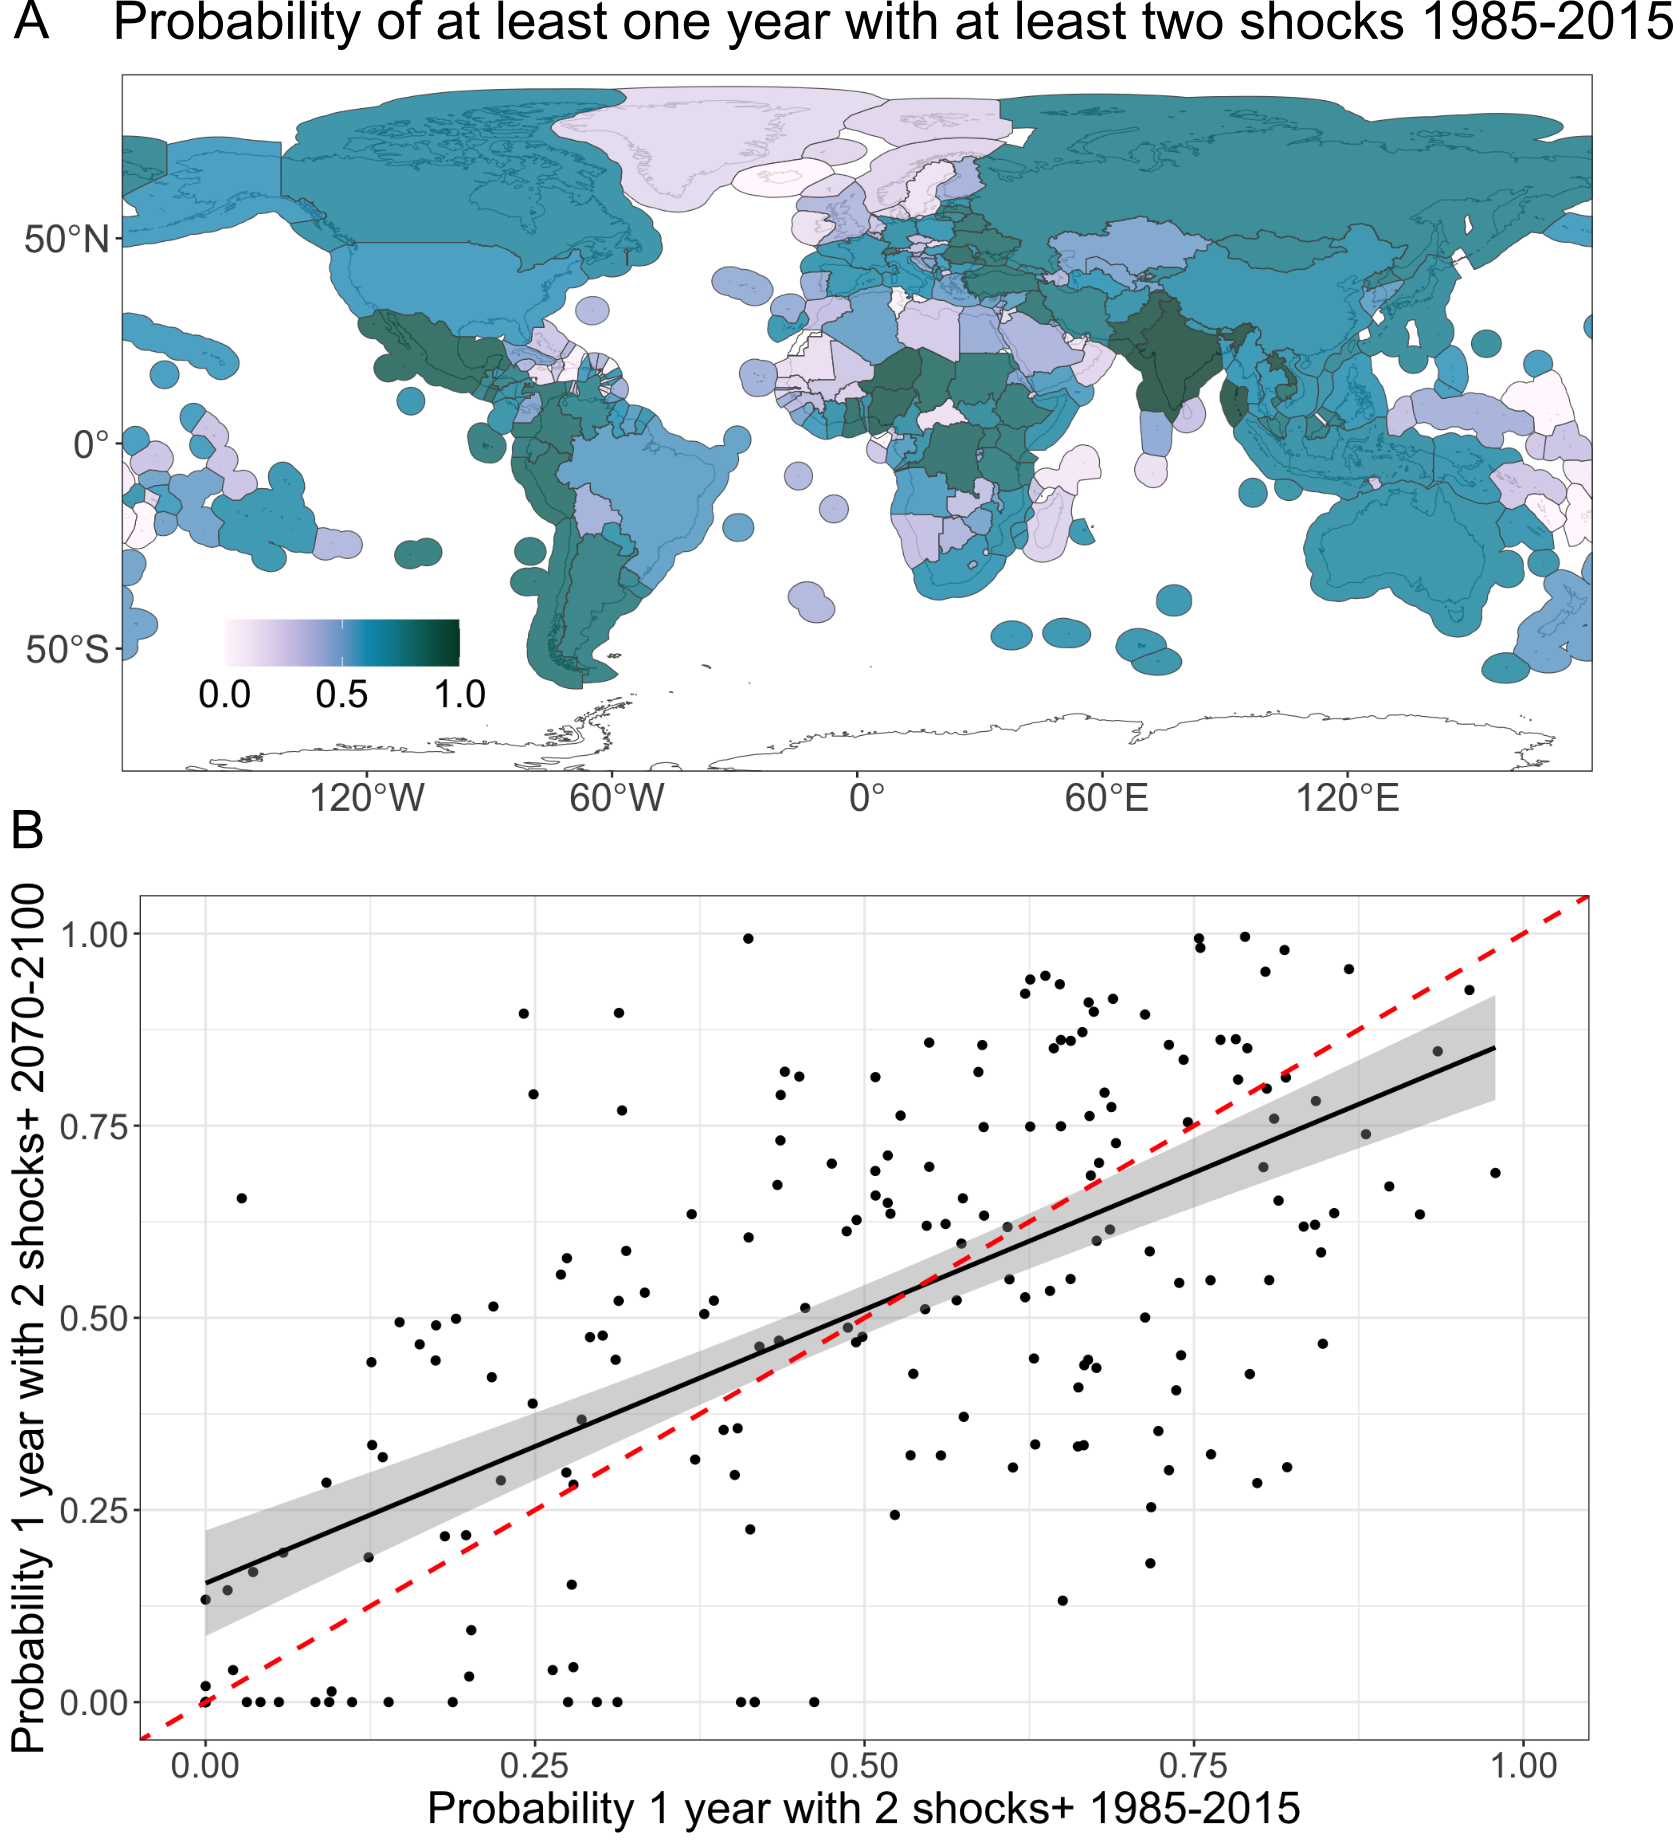 A Probability of at least one year with at least two shocks 1985-2015
50°N
0°
50°S
0.0 0.5 1.0
120°W 60°W 0° 60°E 120°E
B
Probability 1 year with 2 shocks+ 2070-2100
1.00
0.75
0.50
0.25
0.00
0.00 0.25 0.50 0.75 1.00
Probability 1 year with 2 shocks+ 1985-2015